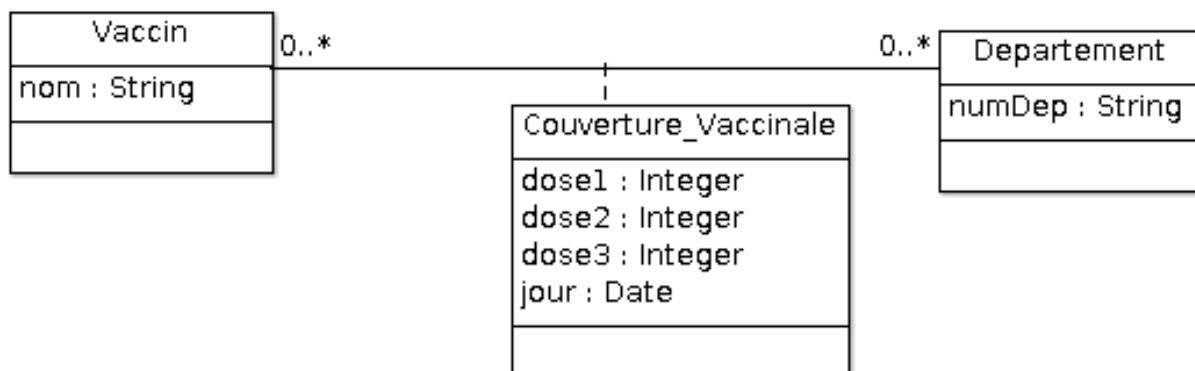 Vaccin
nom : String
0..*
0..*
Departement
numDep : String
Couverture_Vaccinale
dose1 : Integer
dose2 : Integer
dose3 : Integer
jour : Date